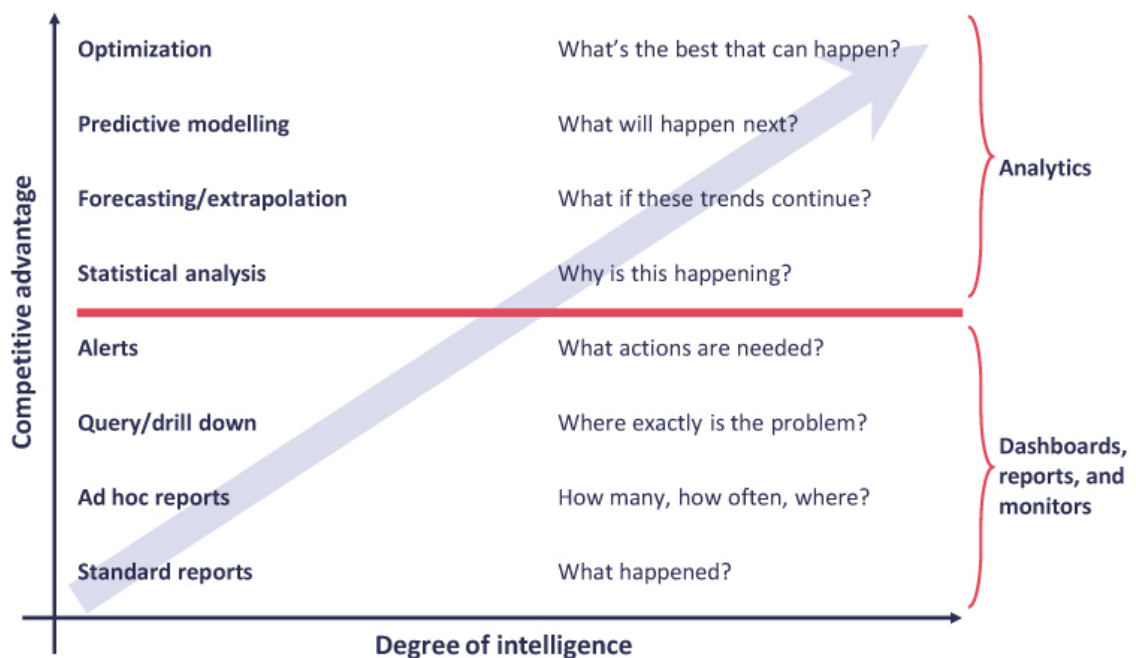 Competitive advantage
Optimization What's the best that can happen?
Predictive modelling What will happen next?
Forecasting/extrapolation What if these trends continue?
Statistical analysis Why is this happening?
Analytics
Alerts What actions are needed?
Query/drill down Where exactly is the problem?
Ad hoc reports How many, how often, where?
Standard reports What happened?
Dashboards,
reports, and
monitors
Degree of intelligence